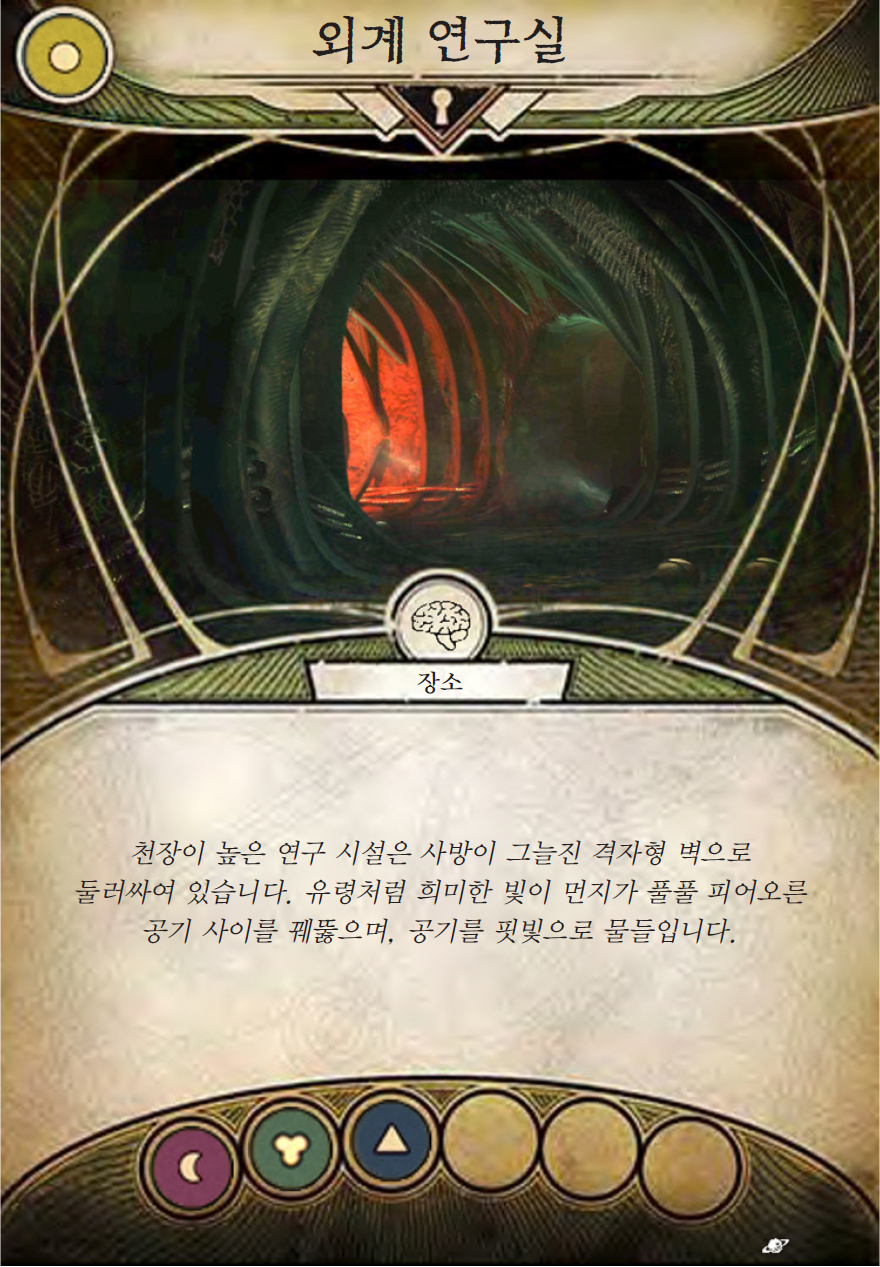 외계 연구실
장소
천장이 높은 연구 시설은 사방이 그늘진 격자형 벽으로
둘러싸여 있습니다. 유령처럼 희미한 빛이 먼지가 풀풀 피어오른
공기 사이를 꿰뚫으며, 공기를 핏빛으로 물들입니다.